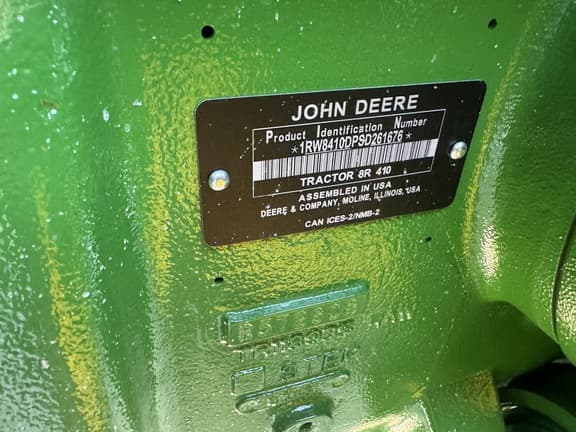 JOHN DEERE
Product Identification Number
*1RW8410DPSD261676*
TRACTOR 8R 410
ASSEMBLED IN USA
DEERE & COMPANY, MOLINE, ILLINOIS, USA
CAN ICES-2/NMB-2